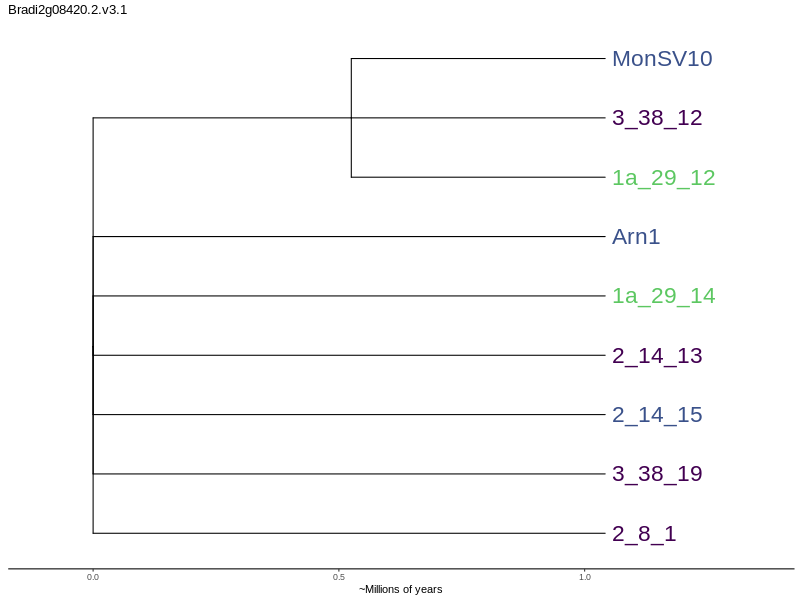 Bradi2g08420.2.v3.1
MonSV10
3_38_12
1a_29_12
Arn1
1a_29_14
2_14_13
2_14_15
3_38_19
2_8_1
0.0 0.5 1.0
~Millions of years